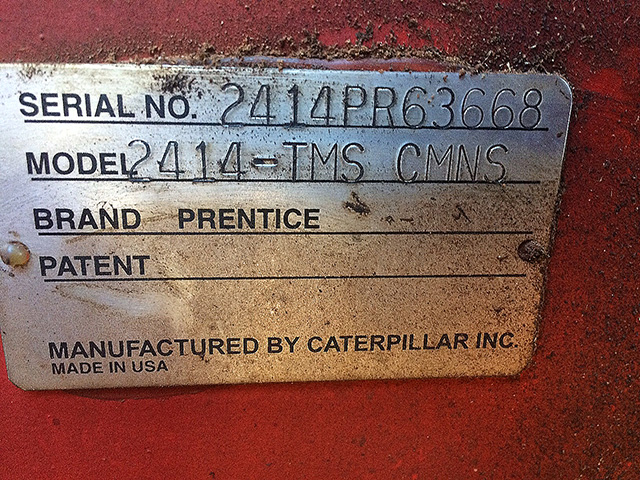 SERIAL NO. 2414PR63668
MODEL 2414-TMS CMNS
BRAND PRENTICE
PATENT
MANUFACTURED BY CATERPILLAR INC.
MADE IN USA